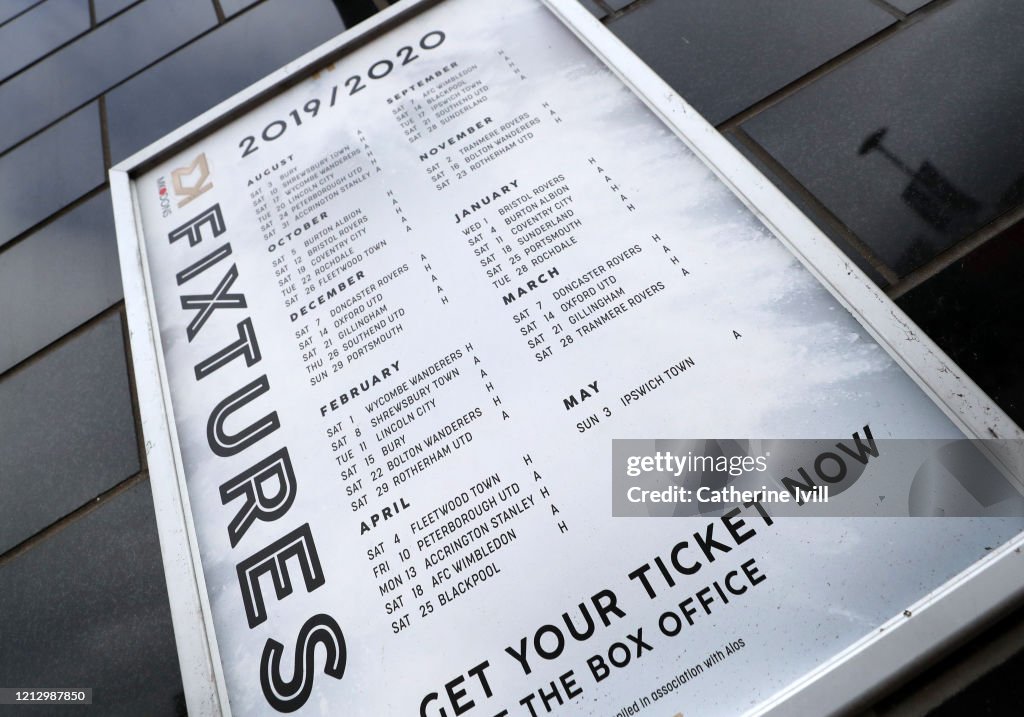 2019/2020
MK DONS
FIXTURES
AUGUST
SAT 3 BURY
SAT 10 SHREWSBURY TOWN A
SAT 17 WYCOMBE WANDERERS A
TUE 20 LINCOLN CITY H
SAT 24 PETERBOROUGH UTD H
SAT 31 ACCRINGTON STANLEY A
OCTOBER
SAT 5 BURTON ALBION A
SAT 12 BRISTOL ROVERS
SAT 19 COVENTRY CITY
TUE 22 ROCHDALE
SAT 26 FLEETWOOD TOWN A
DECEMBER
SAT 7 DONCASTER ROVERS A
SAT 14 OXFORD UTD H
SAT 21 GILLINGHAM A
THU 26 SOUTHEND UTD H
SUN 29 PORTSMOUTH H
FEBRUARY
SAT 1 WYCOMBE WANDERERS H
SAT 8 SHREWSBURY TOWN A
TUE 11 LINCOLN CITY A
SAT 15 BURY H
SAT 22 BOLTON WANDERERS H
SAT 29 ROTHERHAM UTD A
APRIL
SAT 4 FLEETWOOD TOWN H
FRI 10 PETERBOROUGH UTD A
MON 13 ACCRINGTON STANLEY H
SAT 18 AFC WIMBLEDON A
SAT 25 BLACKPOOL H
SEPTEMBER
SAT 7 AFC WIMBLEDON H
SAT 14 BLACKPOOL A
TUE 17 IPSWICH TOWN H
SAT 21 SOUTHEND UTD
SAT 28 SUNDERLAND
NOVEMBER
SAT 2 TRANMERE ROVERS H
SAT 16 BOLTON WANDERERS A
SAT 23 ROTHERHAM UTD H
JANUARY
WED 1 BRISTOL ROVERS H
SAT 4 BURTON ALBION A
SAT 11 COVENTRY CITY
SAT 18 SUNDERLAND
SAT 25 PORTSMOUTH A
TUE 28 ROCHDALE H
MARCH
SAT 7 DONCASTER ROVERS H
SAT 14 OXFORD UTD A
SAT 21 GILLINGHAM H
SAT 28 TRANMERE ROVERS A
MAY
SUN 3 IPSWICH TOWN A
GET YOUR TICKET NOW
THE BOX OFFICE
in association with Alos
gettyimages®
Credit: Catherine Ivill
1212987850